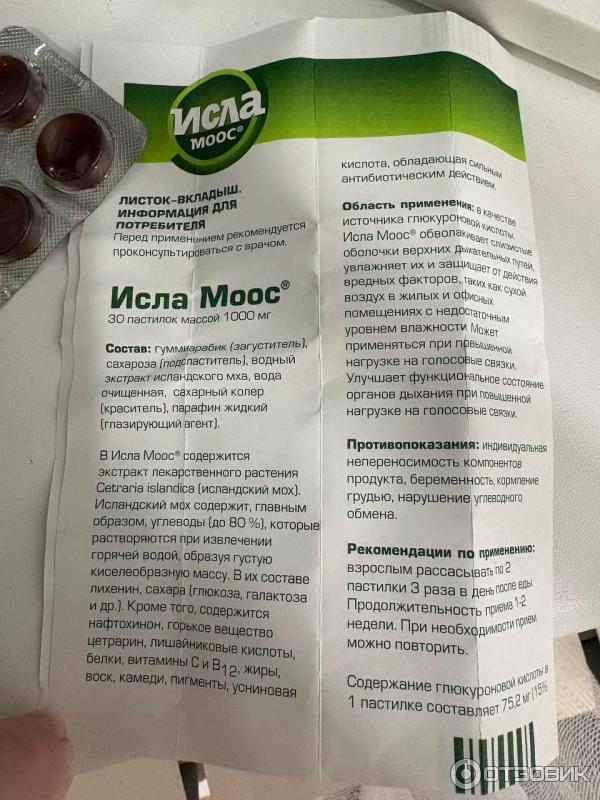 Исла
МООС®
ЛИСТОК-ВКЛАДЫШ.
ИНФОРМАЦИЯ ДЛЯ
ПОТРЕБИТЕЛЯ
Перед применением рекомендуется
проконсультироваться с врачом.
Исла Моос®
30 пастилок массой 1000 мг
Состав: гуммиарабик (загуститель),
сахароза (подсластитель), водный
экстракт исландского мха, вода
очищенная, сахарный колер
(краситель), парафин жидкий
(глазирующий агент).
В Исла Моос® содержится
экстракт лекарственного растения
Cetraria islandica (исландский мох).
Исландский мох содержит, главным
образом, углеводы (до 80 %), которые
растворяются при извлечении
горячей водой, образуя густую
киселеобразную массу. В их составе
лихенин, сахара (глюкоза, галактоза
и др.). Кроме того, содержится
нафтохинон, горькое вещество
цетрарин, лишайниковые кислоты,
белки, витамины С и В12, жиры,
воск, камеди, пигменты, усниновая
кислота, обладающая сильным
антибиотическим действием.
Область применения: в качестве
источника глюкуроновой кислоты.
Исла Моос® обволакивает слизистые
оболочки верхних дыхательных путей,
увлажняет их и защищает от действия
вредных факторов, таких как сухой
воздух в жилых и офисных
помещениях с недостаточным
уровнем влажности. Может
применяться при повышенной
нагрузке на голосовые связки.
Улучшает функциональное состояние
органов дыхания при повышенной
нагрузке на голосовые связки.
Противопоказания: индивидуальная
непереносимость компонентов
продукта, беременность, кормление
грудью, нарушение углеводного
обмена.
Рекомендации по применению:
взрослым рассасывать по 2
пастилки 3 раза в день после еды.
Продолжительность приема 1-2
недели. При необходимости прием
можно повторить.
Содержание глюкуроновой кислоты в
1 пастилке составляет 75,2 мг (15%
ОТЗОВИК